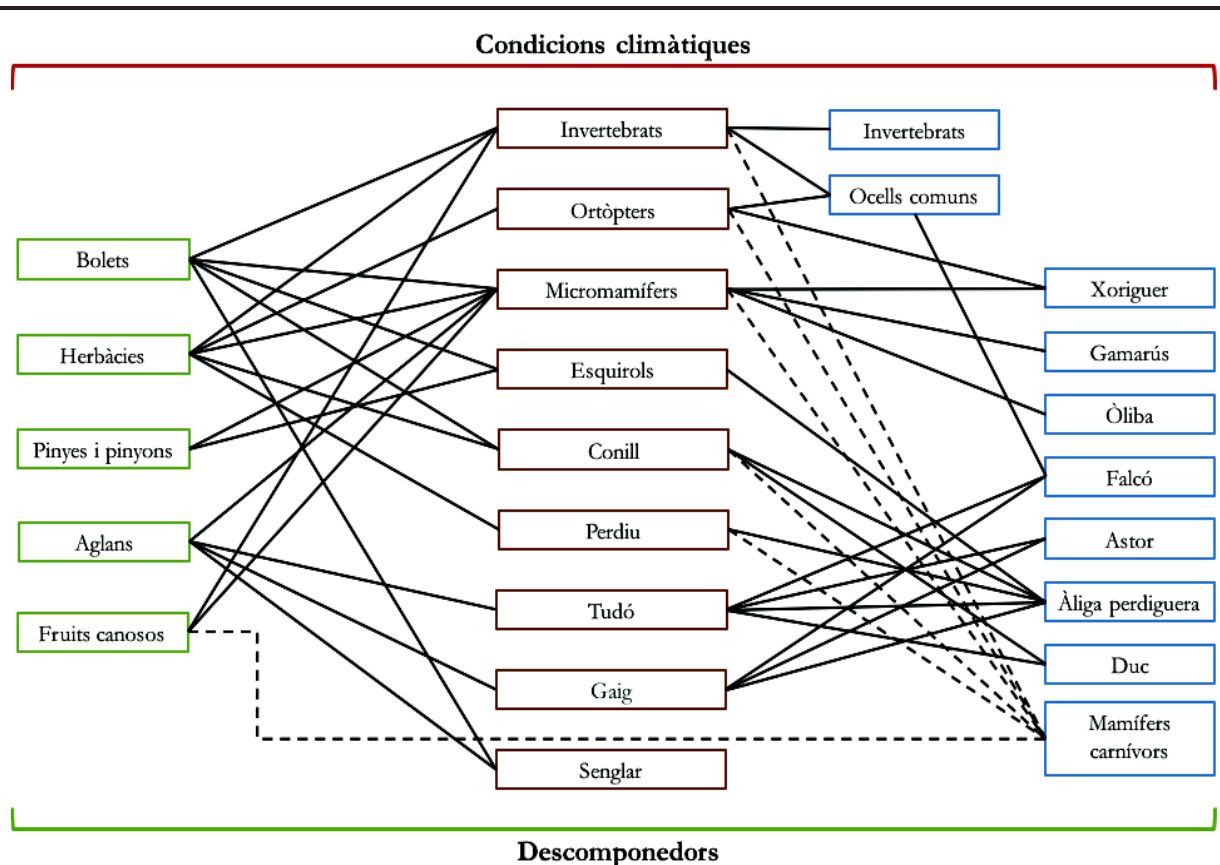 Condicions climàtiques
Bolets
Herbàcies
Pinyes i pinyons
Aglans
Fruits canosos
Invertebrats
Ortòpters
Micromamífers
Esquirols
Conill
Perdiu
Tudó
Gaig
Senglar
Invertebrats
Ocells comuns
Xoriguer
Gamarús
Òliba
Falcó
Astor
Àliga perdiguera
Duc
Mamífers
carnívors
Descomponedors